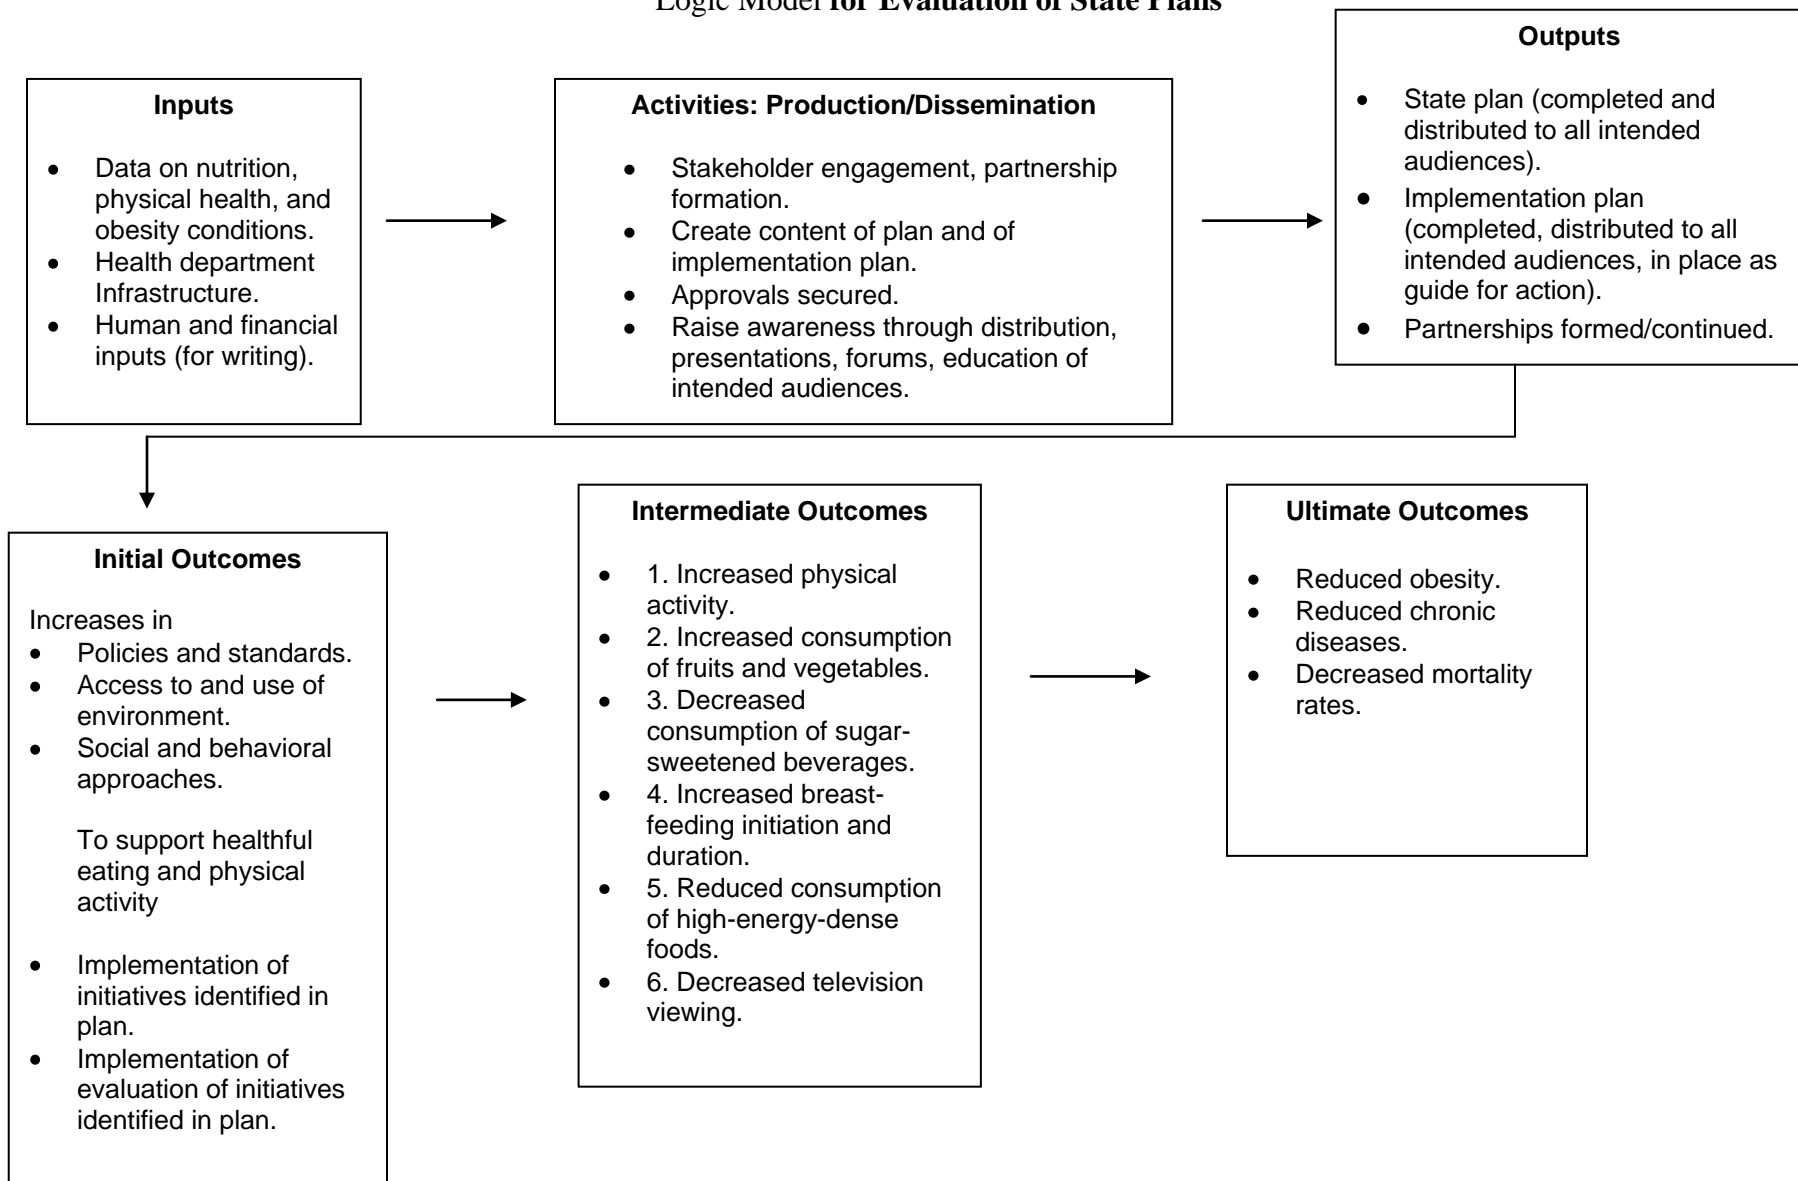 Logic Model for Evaluation of State Plans
Inputs
• Data on nutrition,
physical health, and
obesity conditions.
• Health department
Infrastructure.
• Human and financial
inputs (for writing).
Activities: Production/Dissemination
• Stakeholder engagement, partnership
formation.
• Create content of plan and of
implementation plan.
• Approvals secured.
• Raise awareness through distribution,
presentations, forums, education of
intended audiences.
Outputs
• State plan (completed and
distributed to all intended
audiences).
• Implementation plan
(completed, distributed to all
intended audiences, in place as
guide for action).
• Partnerships formed/continued.
Initial Outcomes
Increases in
• Policies and standards.
• Access to and use of
environment.
• Social and behavioral
approaches.
To support healthful
eating and physical
activity
• Implementation of
initiatives identified in
plan.
• Implementation of
evaluation of initiatives
identified in plan.
Intermediate Outcomes
• 1. Increased physical
activity.
• 2. Increased consumption
of fruits and vegetables.
• 3. Decreased
consumption of sugar-
sweetened beverages.
• 4. Increased breast-
feeding initiation and
duration.
• 5. Reduced consumption
of high-energy-dense
foods.
• 6. Decreased television
viewing.
Ultimate Outcomes
• Reduced obesity.
• Reduced chronic
diseases.
• Decreased mortality
rates.